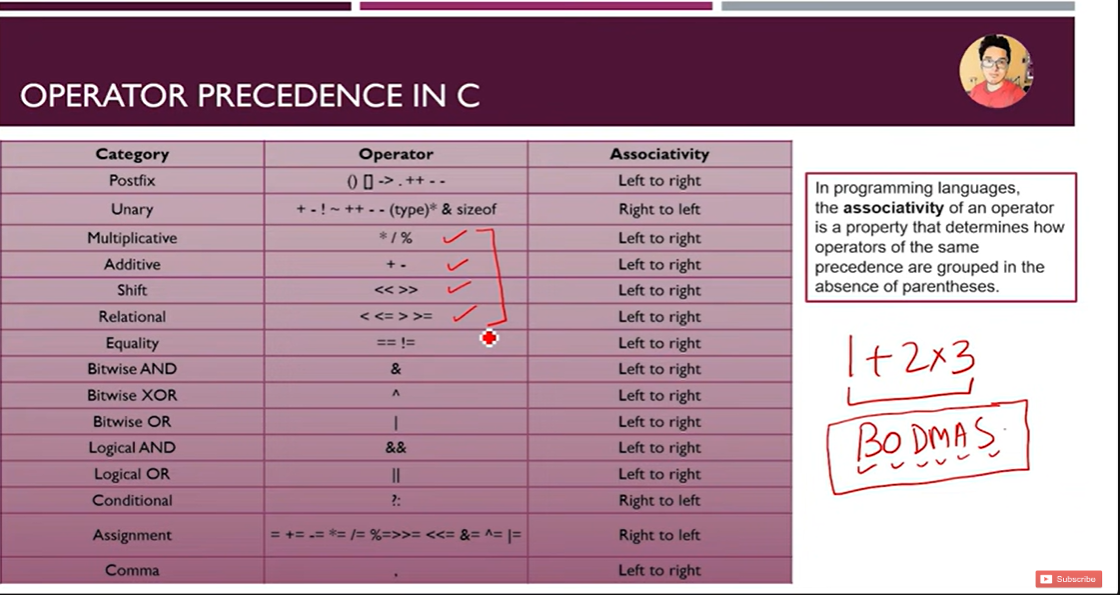 OPERATOR PRECEDENCE IN C
Category Operator Associativity
Postfix () [] -> . ++ - - Left to right
Unary + - ! ~ ++ - - (type)* & sizeof Right to left
Multiplicative * / % Left to right
Additive + - Left to right
Shift << >> Left to right
Relational < <= > >= Left to right
Equality == != Left to right
Bitwise AND & Left to right
Bitwise XOR ^ Left to right
Bitwise OR | Left to right
Logical AND && Left to right
Logical OR || Left to right
Conditional ?: Right to left
Assignment = += -= *= /= %=>>= <<= &= ^= |= Right to left
Comma , Left to right
In programming languages,
the associativity of an operator
is a property that determines how
operators of the same
precedence are grouped in the
absence of parentheses.
1 + 2 × 3
BODMAS
Subscribe